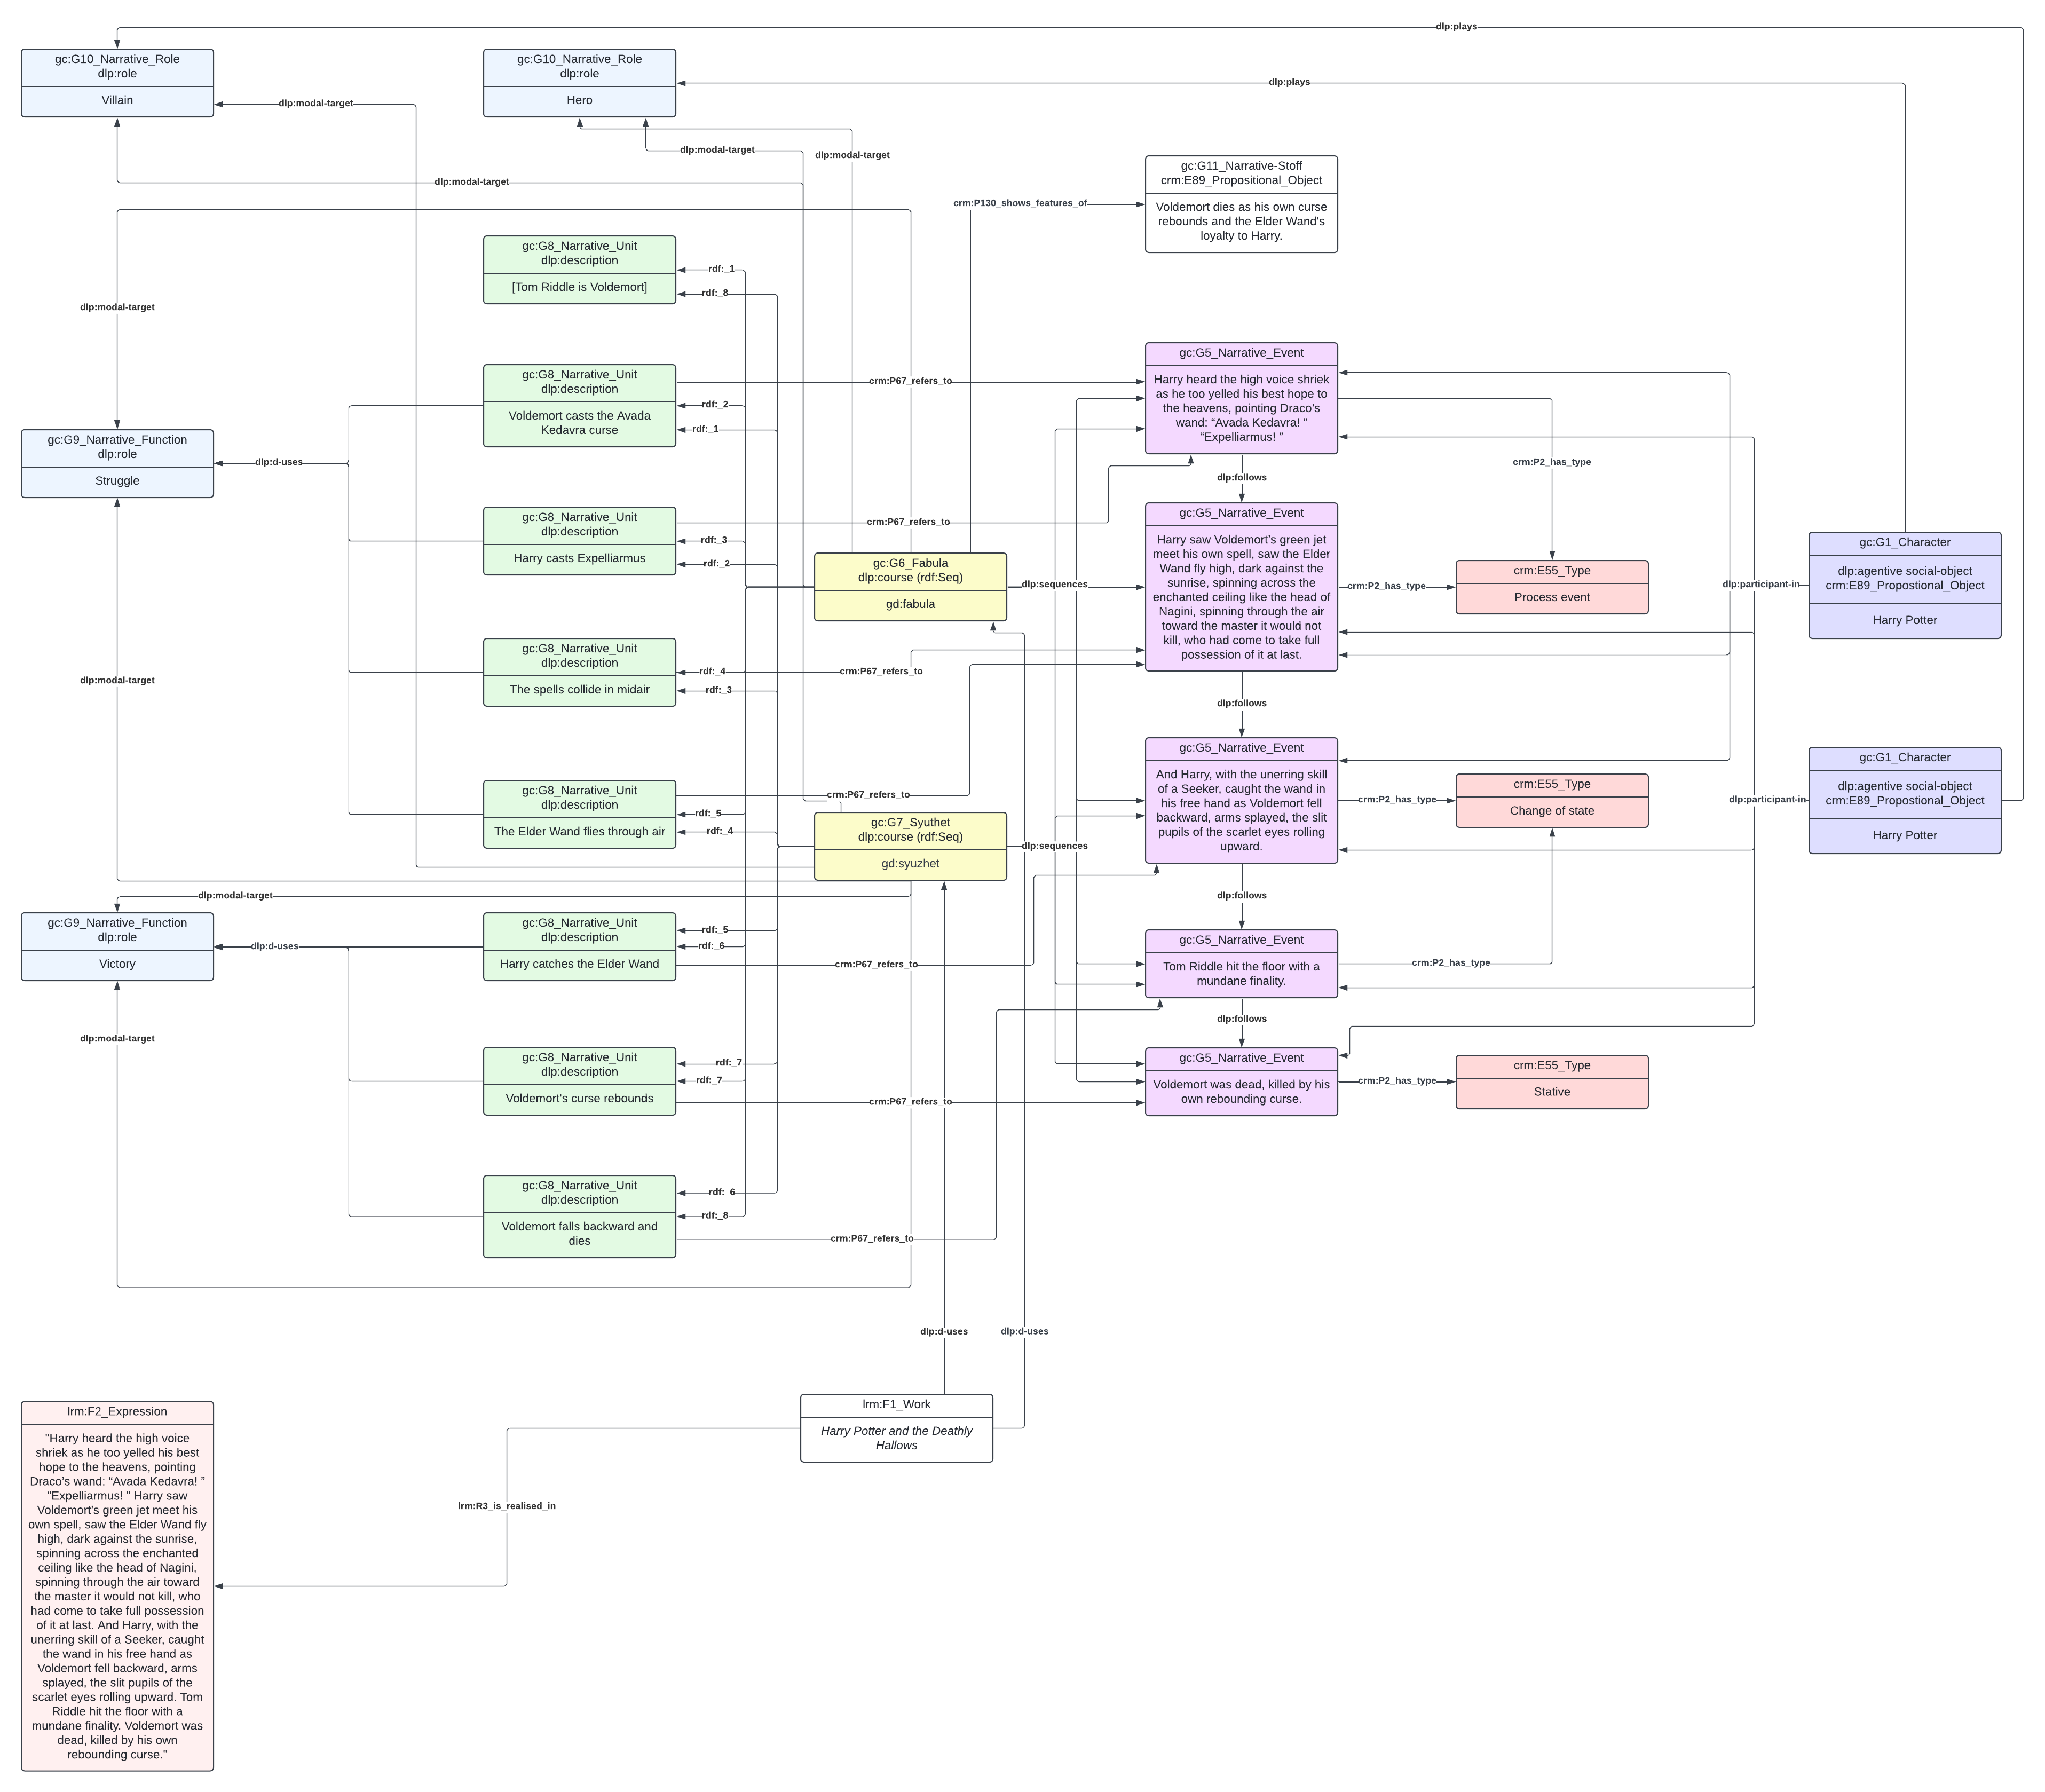 dlp:plays
gc:G10_Narrative_Role
dlp:role
Villain
gc:G10_Narrative_Role
dlp:role
Hero
dlp:plays
dlp:modal-target
dlp:modal-target
dlp:modal-target
dlp:modal-target
gc:G11_Narrative-Stoff
crm:E89_Propositional_Object
Voldemort dies as his own curse
rebounds and the Elder Wand's
loyalty to Harry.
crm:P130_shows_features_of
gc:G8_Narrative_Unit
dlp:description
[Tom Riddle is Voldemort]
rdf:_1
rdf:_8
dlp:modal-target
gc:G8_Narrative_Unit
dlp:description
Voldemort casts the Avada
Kedavra curse
rdf:_2
rdf:_1
crm:P67_refers_to
gc:G5_Narrative_Event
Harry heard the high voice shriek
as he too yelled his best hope to
the heavens, pointing Draco's
wand: “Avada Kedavra! ”
“Expelliarmus! ”
crm:P2_has_type
dlp:follows
gc:G9_Narrative_Function
dlp:role
Struggle
dlp:d-uses
gc:G8_Narrative_Unit
dlp:description
Harry casts Expelliarmus
rdf:_3
rdf:_2
crm:P67_refers_to
gc:G6_Fabula
dlp:course (rdf:Seq)
gd:fabula
dlp:sequences
gc:G5_Narrative_Event
Harry saw Voldemort's green jet
meet his own spell, saw the Elder
Wand fly high, dark against the
sunrise, spinning across the
enchanted ceiling like the head of
Nagini, spinning through the air
toward the master it would not
kill, who had come to take full
possession of it at last.
crm:P2_has_type
crm:E55_Type
Process event
dlp:participant-in
gc:G1_Character
dlp:agentive social-object
crm:E89_Propostional_Object
Harry Potter
gc:G8_Narrative_Unit
dlp:description
The spells collide in midair
rdf:_4
rdf:_3
crm:P67_refers_to
dlp:modal-target
dlp:follows
gc:G8_Narrative_Unit
dlp:description
The Elder Wand flies through air
rdf:_5
rdf:_4
crm:P67_refers_to
gc:G7_Syuthet
dlp:course (rdf:Seq)
gd:syuzhet
dlp:sequences
gc:G5_Narrative_Event
And Harry, with the unerring skill
of a Seeker, caught the wand in
his free hand as Voldemort fell
backward, arms splayed, the slit
pupils of the scarlet eyes rolling
upward.
crm:P2_has_type
crm:E55_Type
Change of state
dlp:participant-in
gc:G1_Character
dlp:agentive social-object
crm:E89_Propostional_Object
Harry Potter
dlp:modal-target
dlp:follows
gc:G9_Narrative_Function
dlp:role
Victory
dlp:d-uses
gc:G8_Narrative_Unit
dlp:description
Harry catches the Elder Wand
rdf:_5
rdf:_6
crm:P67_refers_to
gc:G5_Narrative_Event
Tom Riddle hit the floor with a
mundane finality.
crm:P2_has_type
dlp:follows
dlp:modal-target
gc:G8_Narrative_Unit
dlp:description
Voldemort's curse rebounds
rdf:_7
rdf:_7
crm:P67_refers_to
gc:G5_Narrative_Event
Voldemort was dead, killed by his
own rebounding curse.
crm:P2_has_type
crm:E55_Type
Stative
gc:G8_Narrative_Unit
dlp:description
Voldemort falls backward and
dies
rdf:_6
rdf:_8
crm:P67_refers_to
dlp:d-uses
dlp:d-uses
lrm:F1_Work
Harry Potter and the Deathly
Hallows
lrm:R3_is_realised_in
lrm:F2_Expression
"Harry heard the high voice
shriek as he too yelled his best
hope to the heavens, pointing
Draco's wand: “Avada Kedavra! ”
“Expelliarmus! ” Harry saw
Voldemort's green jet meet his
own spell, saw the Elder Wand fly
high, dark against the sunrise,
spinning across the enchanted
ceiling like the head of Nagini,
spinning through the air toward
the master it would not kill, who
had come to take full possession
of it at last. And Harry, with the
unerring skill of a Seeker, caught
the wand in his free hand as
Voldemort fell backward, arms
splayed, the slit pupils of the
scarlet eyes rolling upward. Tom
Riddle hit the floor with a
mundane finality. Voldemort was
dead, killed by his own
rebounding curse."